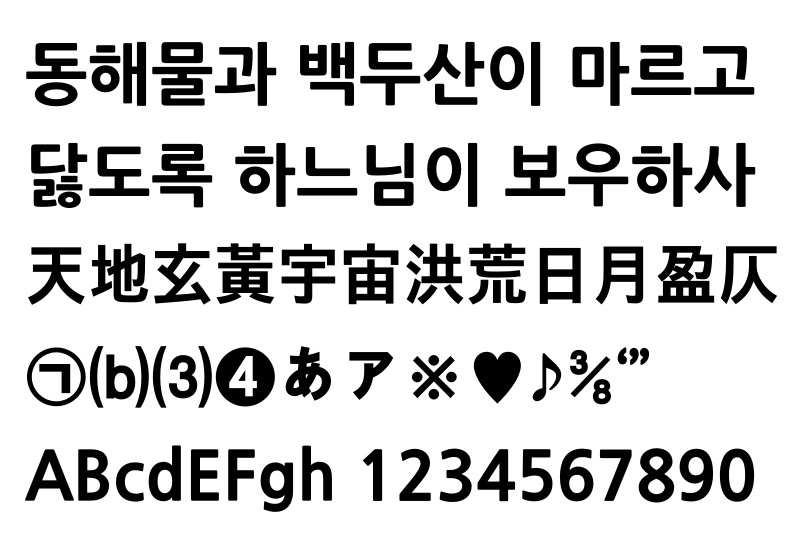 동해물과 백두산이 마르고
닳도록 하느님이 보우하사
天地玄黃宇宙洪荒日月盈仄
㉠⒝⑶❹あア※♥♪⅜“”
ABcdEFgh 1234567890